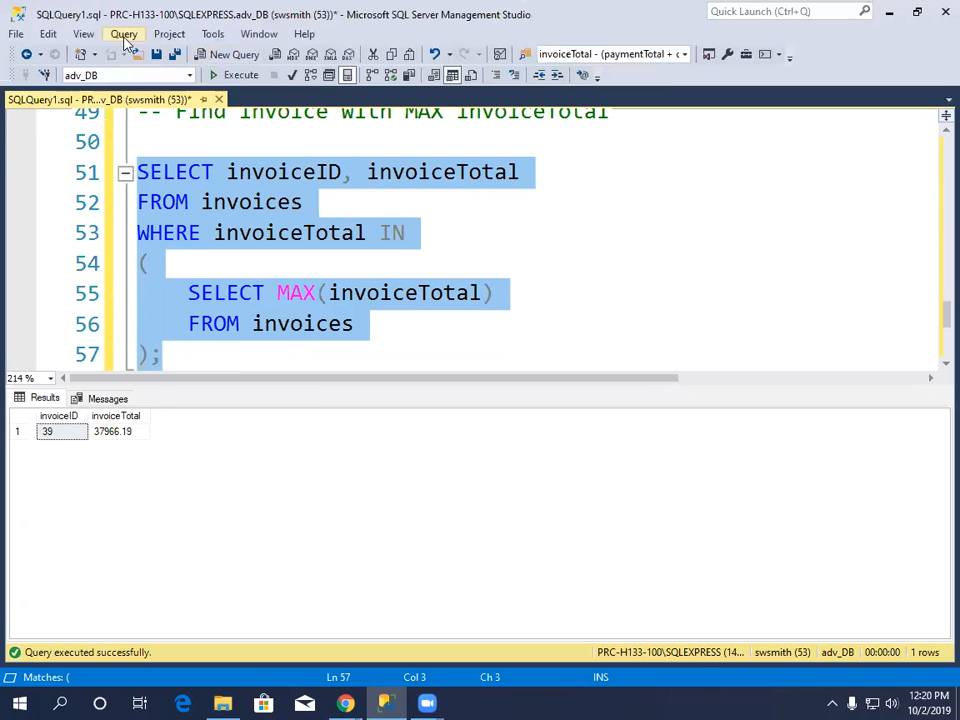 SQLQuery1.sql - PRC-H133-100\SQLEXPRESS.adv_DB (swsmith (53))* - Microsoft SQL Server Management Studio
Quick Launch (Ctrl+Q)
File Edit View Query Project Tools Window Help
New Query
invoiceTotal - (paymentTotal + c
adv_DB
Execute
SQLQuery1.sql - PR...v_DB (swsmith (53))*
49 -- Find invoice with MAX invoiceTotal
50
51 SELECT invoiceID, invoiceTotal
52 FROM invoices
53 WHERE invoiceTotal IN
54 (
55 SELECT MAX(invoiceTotal)
56 FROM invoices
57 );
214 %
Results Messages
invoiceID invoiceTotal
1 39 37966.19
Query executed successfully.
PRC-H133-100\SQLEXPRESS (14... swsmith (53) adv_DB 00:00:00 1 rows
Matches: (
Ln 57 Col 3 Ch 3 INS
12:20 PM
10/2/2019